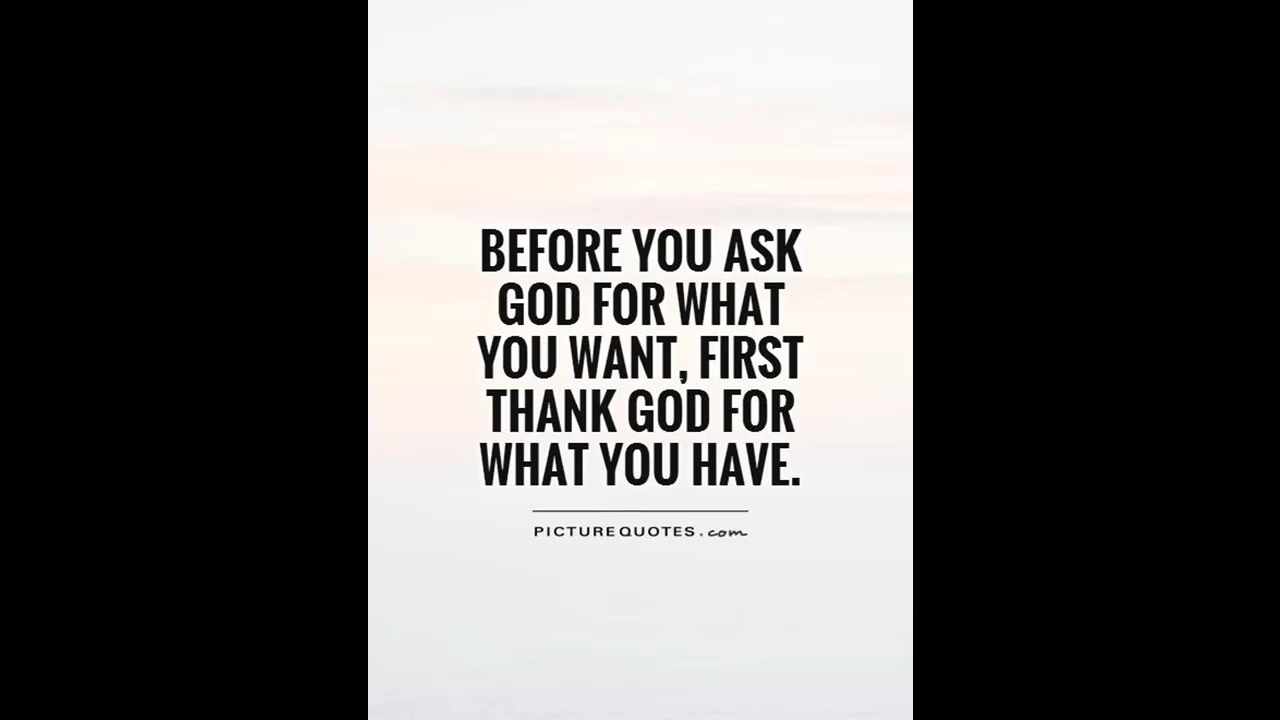 BEFORE YOU ASK
GOD FOR WHAT
YOU WANT, FIRST
THANK GOD FOR
WHAT YOU HAVE.
PICTUREQUOTES.com